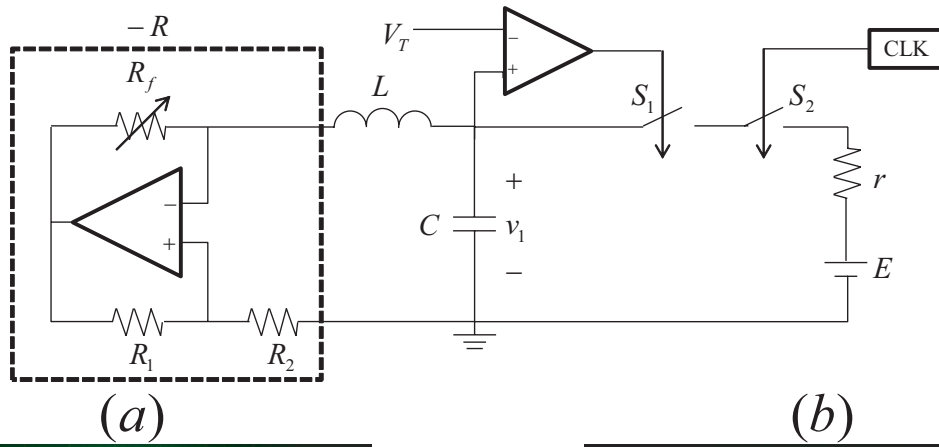 − R
R_f
L
V_T
−
+
CLK
S_1
S_2
+
C
v_1
−
r
E
−
+
R_1
R_2
(a)
(b)